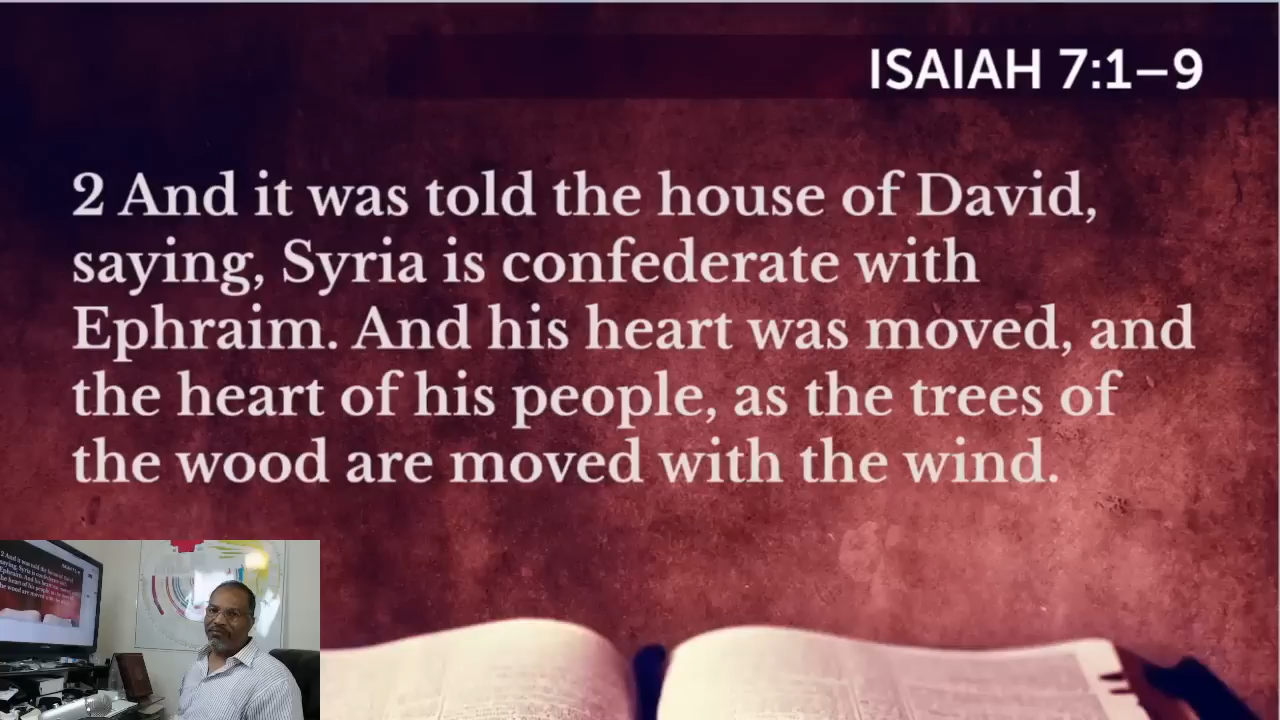 ISAIAH 7:1–9
2 And it was told the house of David,
saying, Syria is confederate with
Ephraim. And his heart was moved, and
the heart of his people, as the trees of
the wood are moved with the wind.